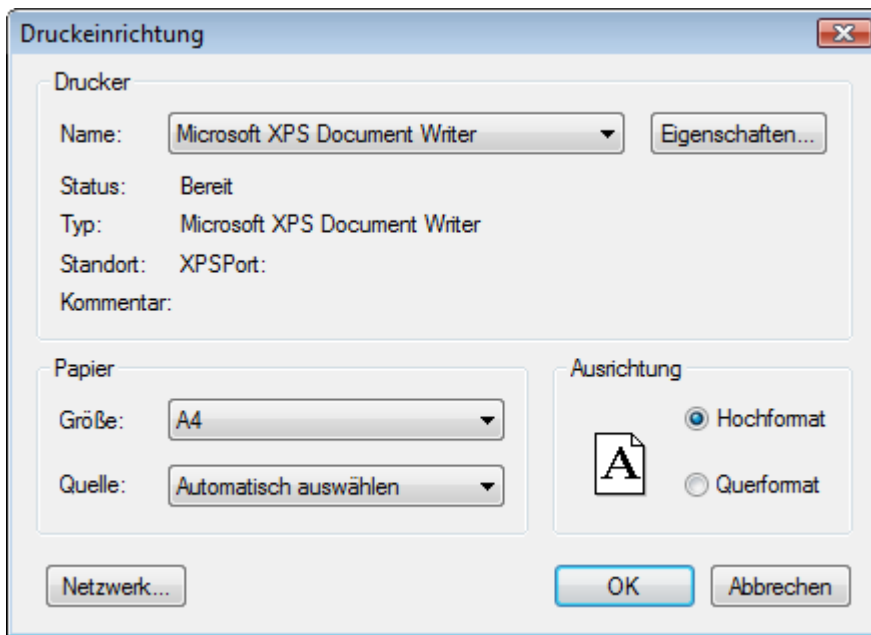 Druckeinrichtung
Drucker
Name: Microsoft XPS Document Writer Eigenschaften...
Status: Bereit
Typ: Microsoft XPS Document Writer
Standort: XPSPort:
Kommentar:
Papier
Größe: A4
Quelle: Automatisch auswählen
Ausrichtung
A
Hochformat
Querformat
Netzwerk... OK Abbrechen